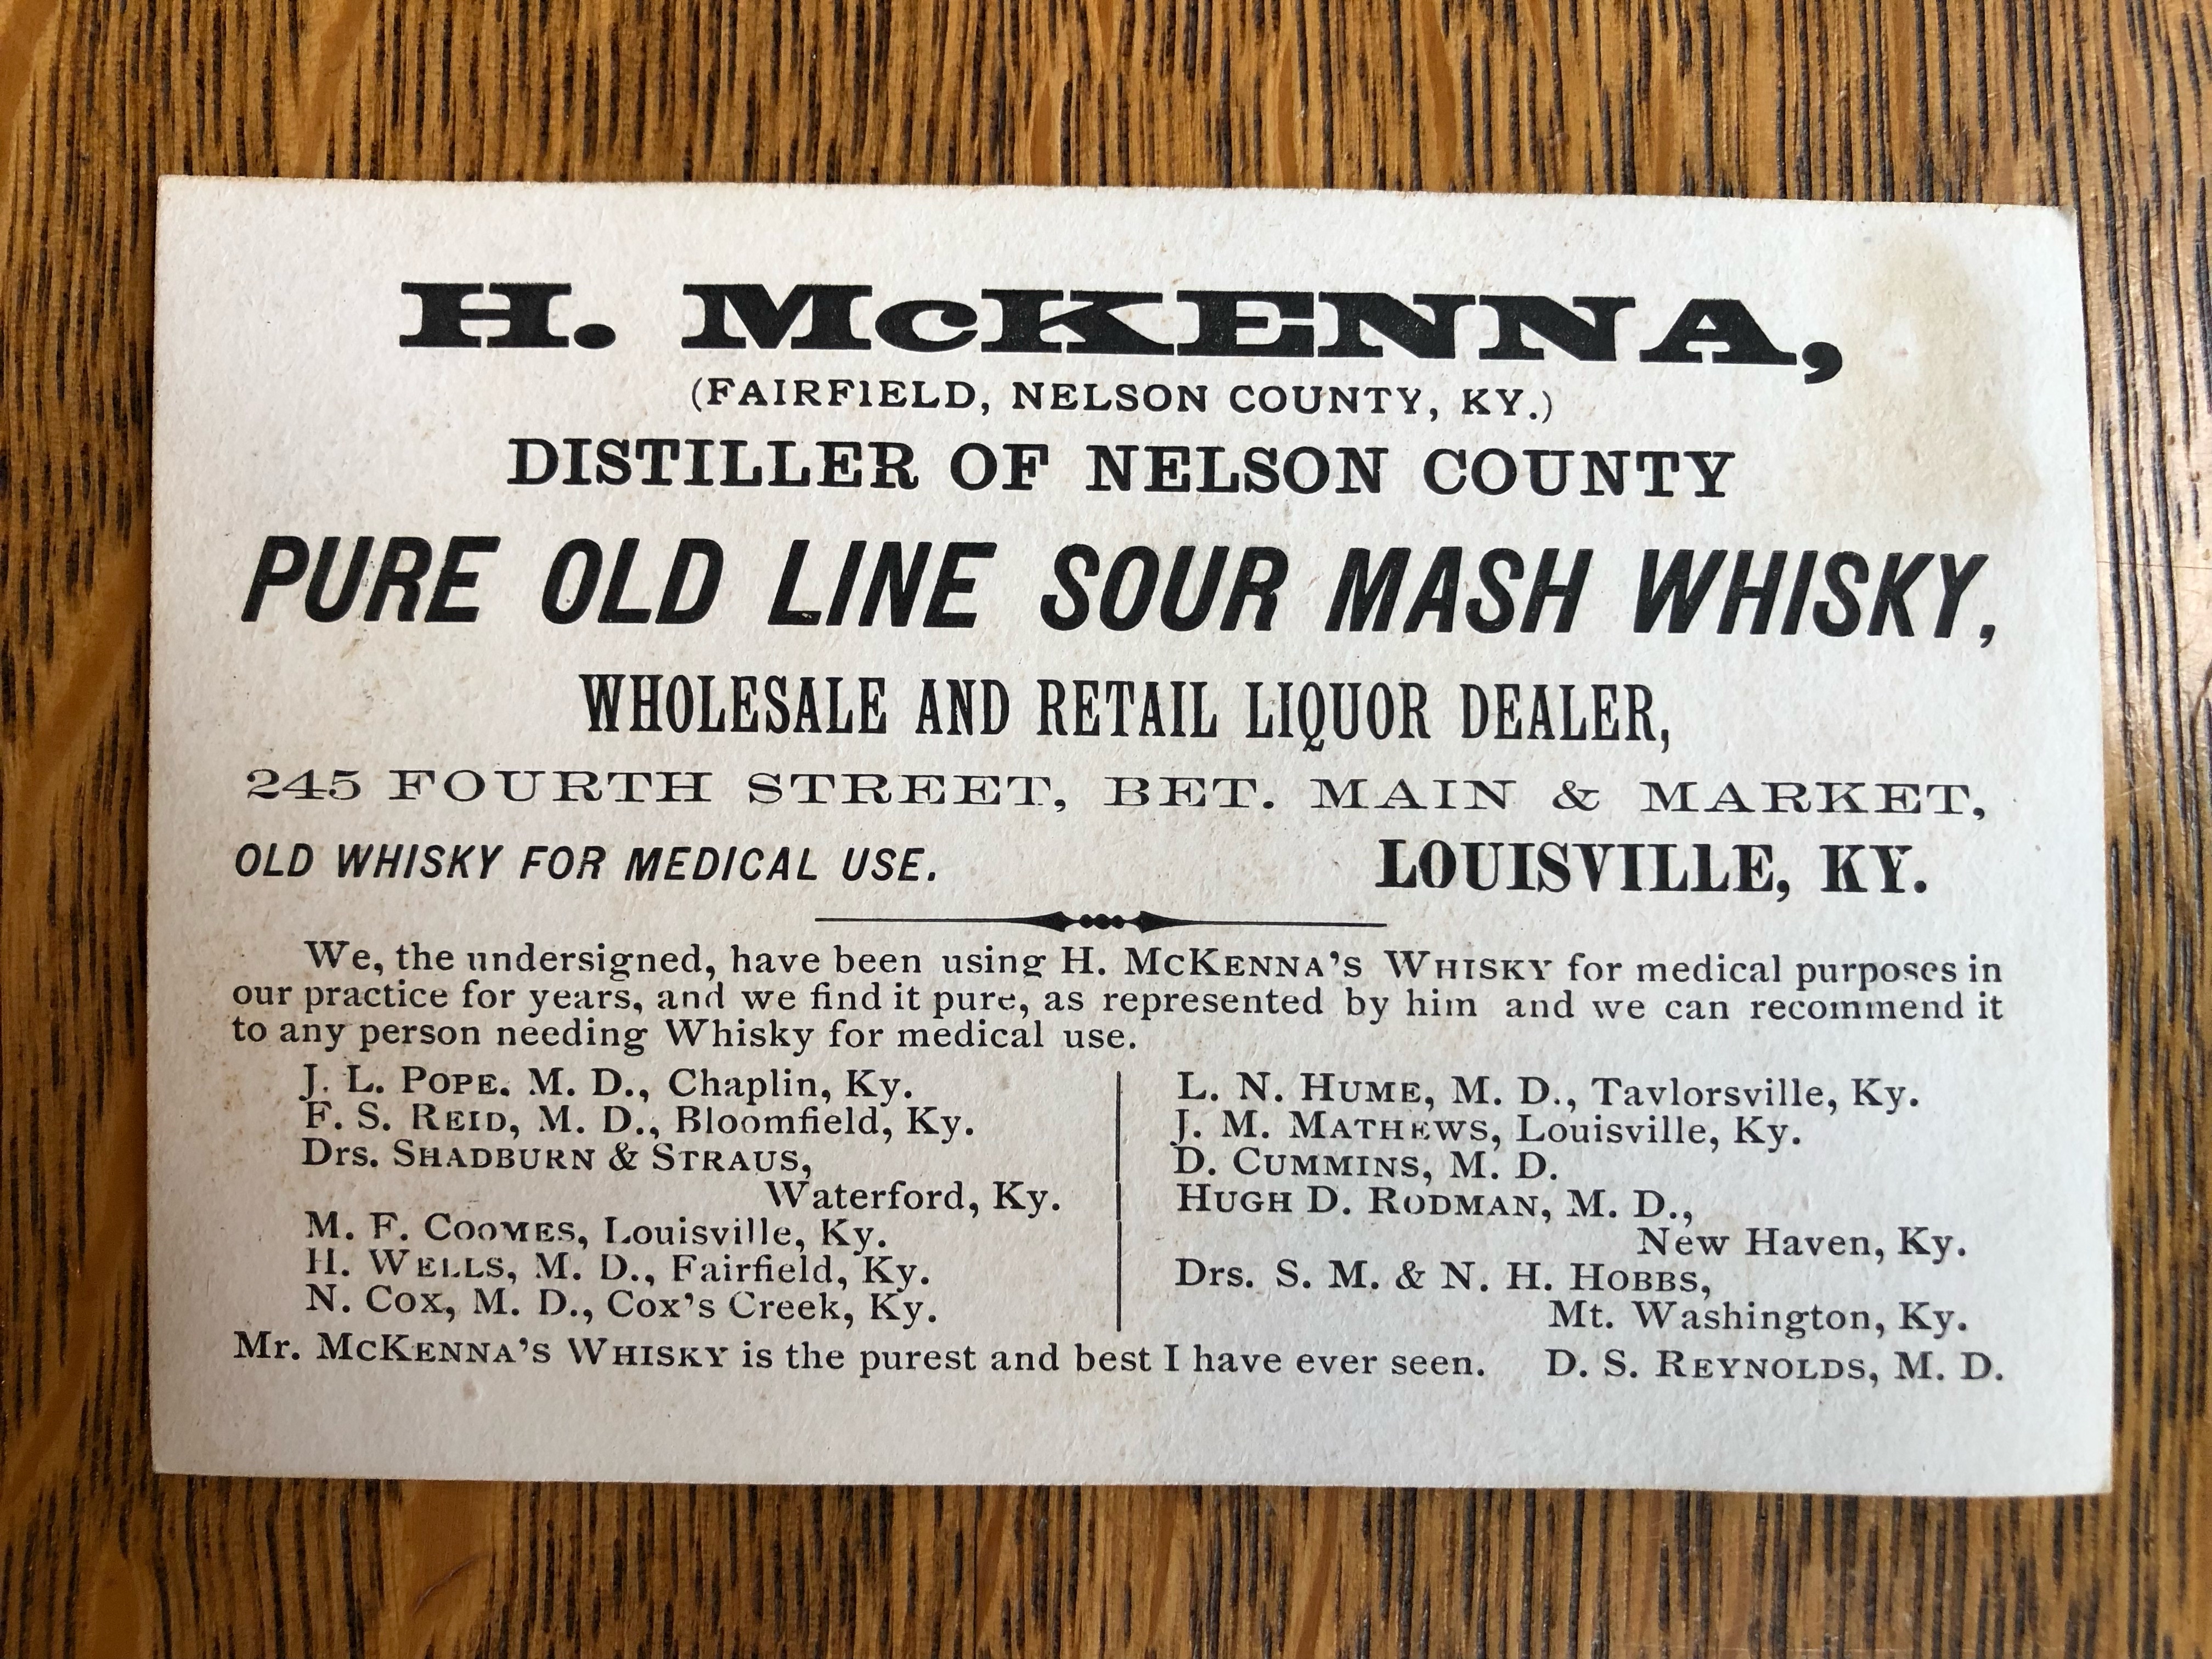 H. McKENNA,
(FAIRFIELD, NELSON COUNTY, KY.)
DISTILLER OF NELSON COUNTY
PURE OLD LINE SOUR MASH WHISKY,
WHOLESALE AND RETAIL LIQUOR DEALER,
245 FOURTH STREET, BET. MAIN & MARKET,
OLD WHISKY FOR MEDICAL USE. LOUISVILLE, KY.
We, the undersigned, have been using H. McKENNA'S WHISKY for medical purposes in
our practice for years, and we find it pure, as represented by him and we can recommend it
to any person needing Whisky for medical use.
J. L. POPE. M. D., Chaplin, Ky.
F. S. REID, M. D., Bloomfield, Ky.
Drs. SHADBURN & STRAUS,
Waterford, Ky.
M. F. COOMES, Louisville, Ky.
H. WELLS, M. D., Fairfield, Ky.
N. COX, M. D., Cox's Creek, Ky.
L. N. HUME, M. D., Tavlorsville, Ky.
J. M. MATHEWS, Louisville, Ky.
D. CUMMINS, M. D.
HUGH D. RODMAN, M. D.,
New Haven, Ky.
Drs. S. M. & N. H. HOBBS,
Mt. Washington, Ky.
Mr. McKENNA'S WHISKY is the purest and best I have ever seen. D. S. REYNOLDS, M. D.